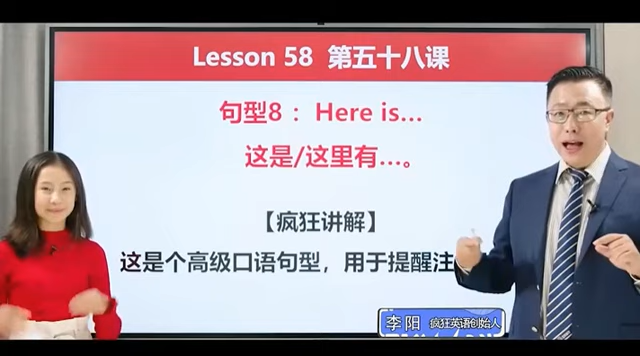 Lesson 58 第五十八课
句型8： Here is...
这是/这里有...。
【疯狂讲解】
这是个高级口语句型，用于提醒注
李阳 疯狂英语创始人